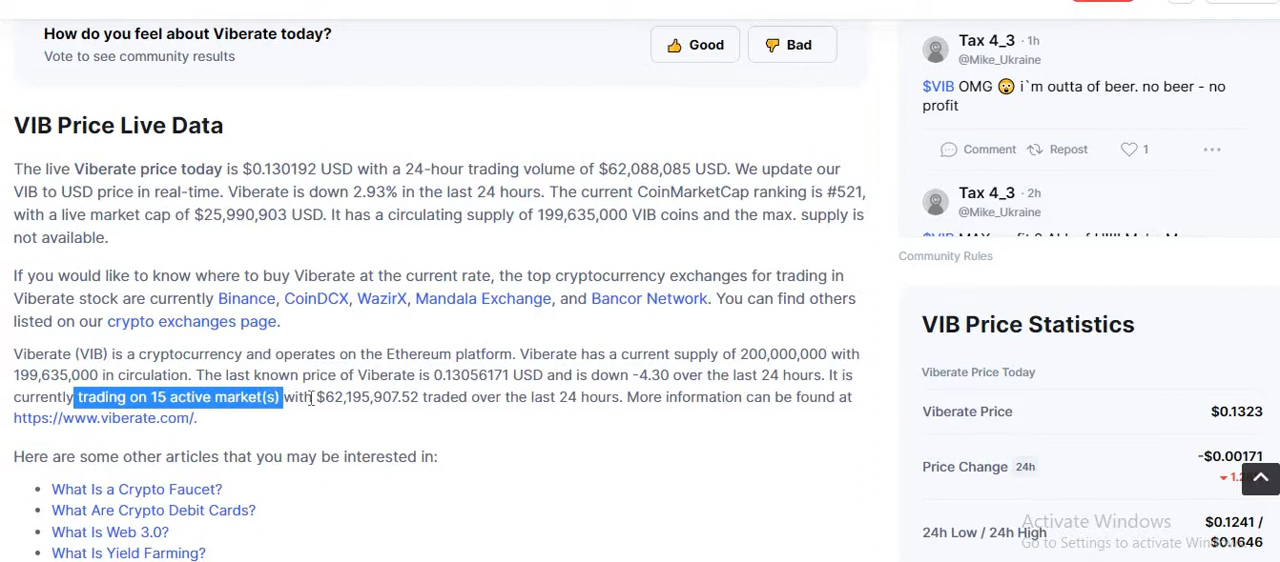 How do you feel about Viberate today?
Vote to see community results
Good
Bad
VIB Price Live Data
The live Viberate price today is $0.130192 USD with a 24-hour trading volume of $62,088,085 USD. We update our
VIB to USD price in real-time. Viberate is down 2.93% in the last 24 hours. The current CoinMarketCap ranking is #521,
with a live market cap of $25,990,903 USD. It has a circulating supply of 199,635,000 VIB coins and the max. supply is
not available.
If you would like to know where to buy Viberate at the current rate, the top cryptocurrency exchanges for trading in
Viberate stock are currently Binance, CoinDCX, WazirX, Mandala Exchange, and Bancor Network. You can find others
listed on our crypto exchanges page.
Viberate (VIB) is a cryptocurrency and operates on the Ethereum platform. Viberate has a current supply of 200,000,000 with
199,635,000 in circulation. The last known price of Viberate is 0.13056171 USD and is down -4.30 over the last 24 hours. It is
currently trading on 15 active market(s) with $62,195,907.52 traded over the last 24 hours. More information can be found at
https://www.viberate.com/.
Here are some other articles that you may be interested in:
• What Is a Crypto Faucet?
• What Are Crypto Debit Cards?
• What Is Web 3.0?
• What Is Yield Farming?
Tax 4_3 · 1h
@Mike_Ukraine
$VIB OMG 😮 i`m outta of beer. no beer - no
profit
Comment Repost 1
Tax 4_3 · 2h
@Mike_Ukraine
Community Rules
VIB Price Statistics
Viberate Price Today
Viberate Price $0.1323
Price Change 24h -$0.00171
24h Low / 24h High $0.1241 /
$0.1646
Activate Windows
Go to Settings to activate